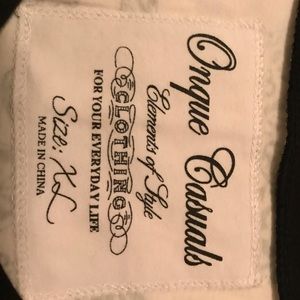 Onque Casuals
Elements of Style
CLOTHING
FOR YOUR EVERYDAY LIFE
Size: XL
MADE IN CHINA